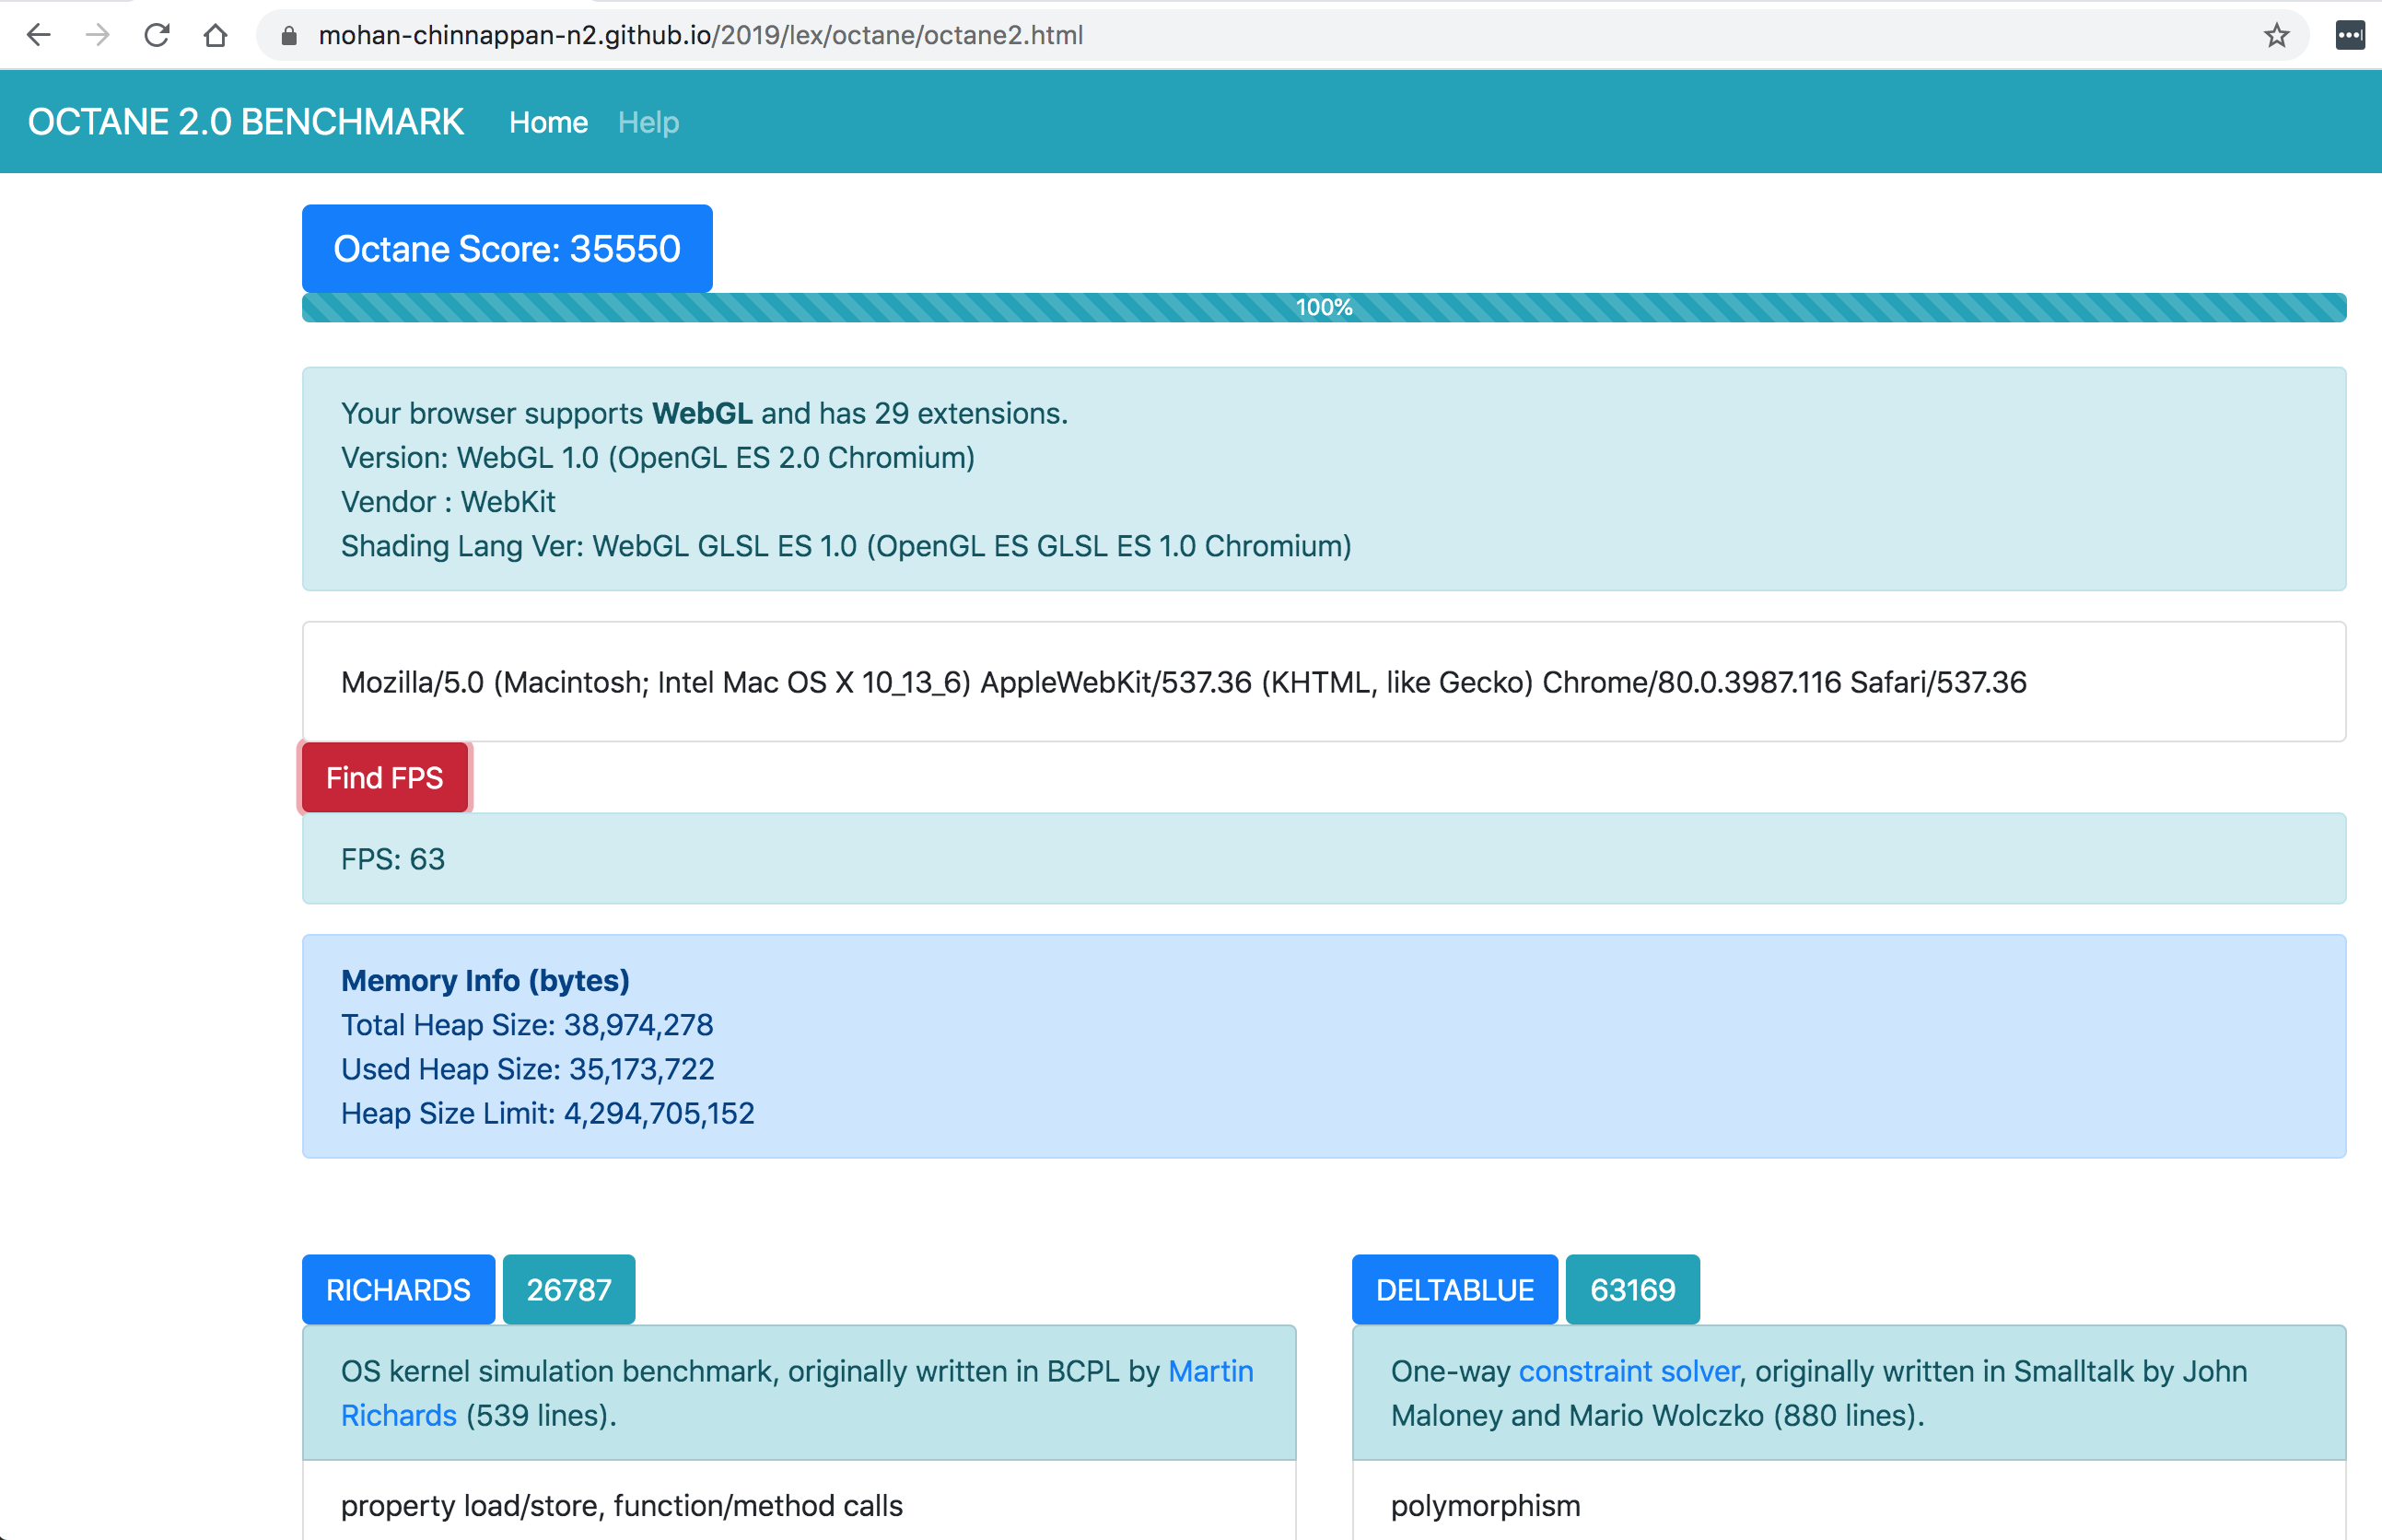 mohan-chinnappan-n2.github.io/2019/lex/octane/octane2.html
OCTANE 2.0 BENCHMARK Home Help
Octane Score: 35550
100%
Your browser supports WebGL and has 29 extensions.
Version: WebGL 1.0 (OpenGL ES 2.0 Chromium)
Vendor : WebKit
Shading Lang Ver: WebGL GLSL ES 1.0 (OpenGL ES GLSL ES 1.0 Chromium)
Mozilla/5.0 (Macintosh; Intel Mac OS X 10_13_6) AppleWebKit/537.36 (KHTML, like Gecko) Chrome/80.0.3987.116 Safari/537.36
Find FPS
FPS: 63
Memory Info (bytes)
Total Heap Size: 38,974,278
Used Heap Size: 35,173,722
Heap Size Limit: 4,294,705,152
RICHARDS 26787
OS kernel simulation benchmark, originally written in BCPL by Martin
Richards (539 lines).
property load/store, function/method calls
DELTABLUE 63169
One-way constraint solver, originally written in Smalltalk by John
Maloney and Mario Wolczko (880 lines).
polymorphism